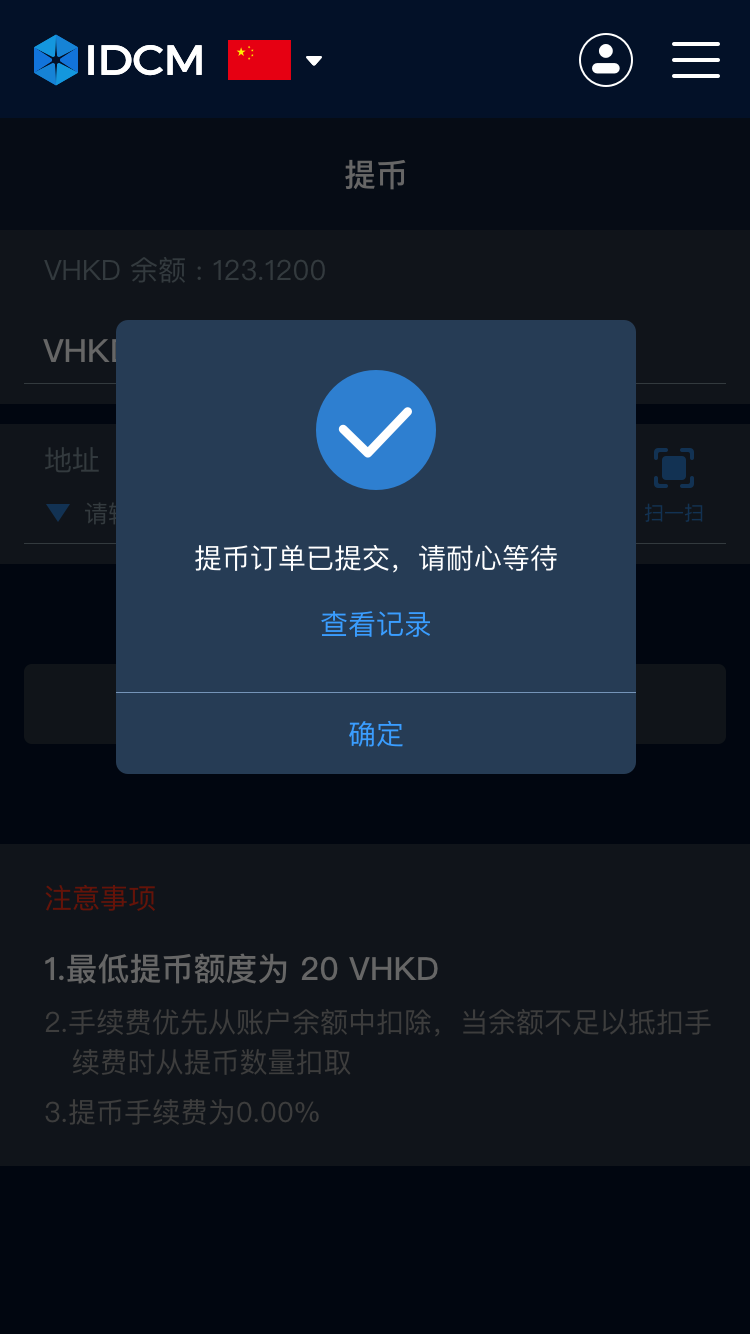 IDCM
提币
VHKD 余额 : 123.1200
VHKD
地址
扫一扫
提币订单已提交，请耐心等待
查看记录
确定
注意事项
1.最低提币额度为 20 VHKD
2.手续费优先从账户余额中扣除，当余额不足以抵扣手
续费时从提币数量扣取
3.提币手续费为0.00%